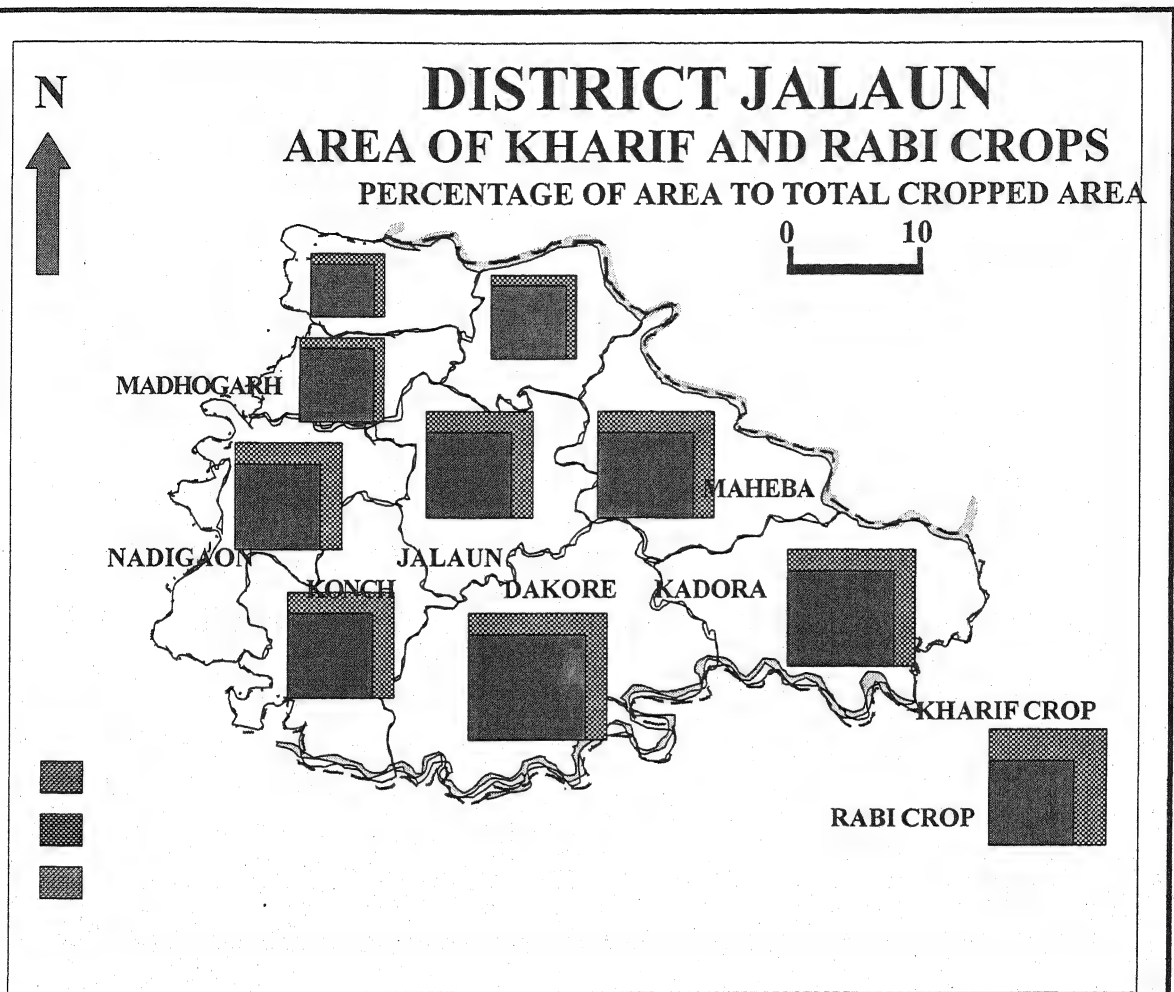 N
DISTRICT JALAUN
AREA OF KHARIF AND RABI CROPS
PERCENTAGE OF AREA TO TOTAL CROPPED AREA
0 10
MADHOGARH
MAHEBA
NADIGAON
JALAUN
KONCH
DAKORE
KADORA
KHARIF CROP
RABI CROP